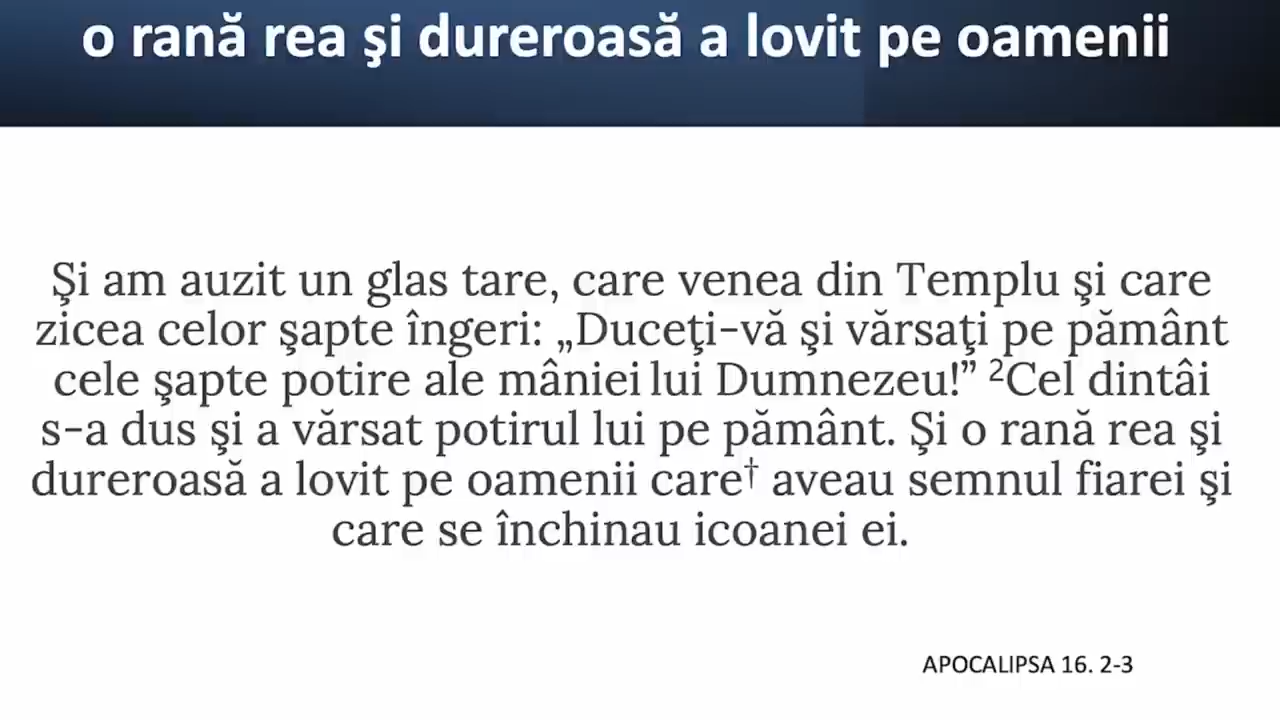 o rană rea şi dureroasă a lovit pe oamenii
Şi am auzit un glas tare, care venea din Templu şi care
zicea celor şapte îngeri: „Duceţi-vă şi vărsaţi pe pământ
cele şapte potire ale mâniei lui Dumnezeu!” ²Cel dintâi
s-a dus şi a vărsat potirul lui pe pământ. Şi o rană rea şi
dureroasă a lovit pe oamenii care† aveau semnul fiarei şi
care se închinau icoanei ei.
APOCALIPSA 16. 2-3